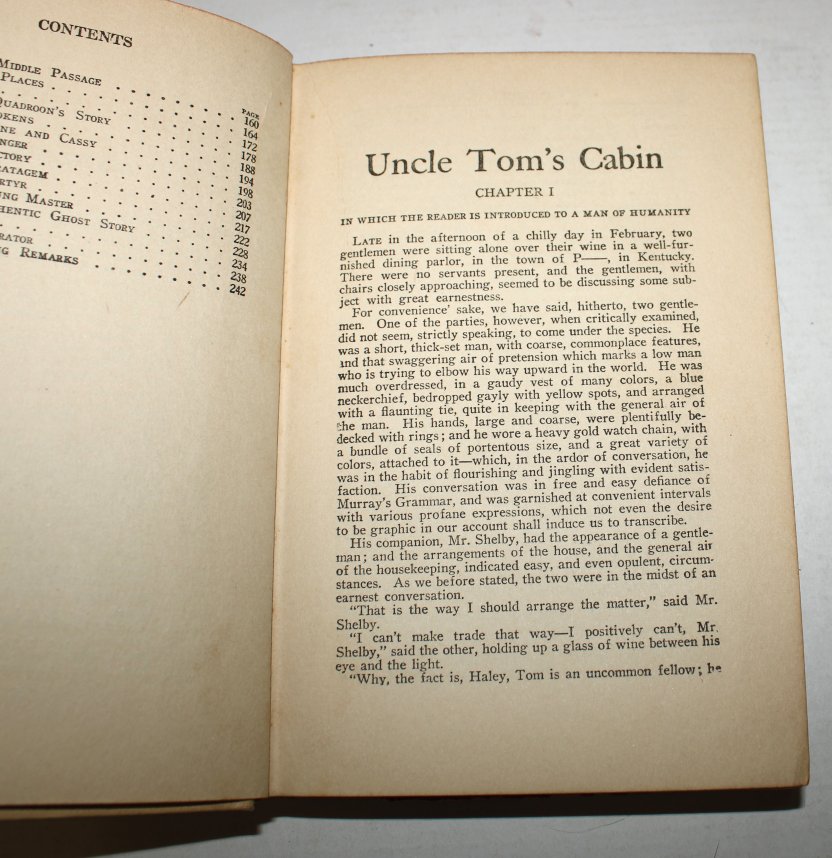 CONTENTS
PAGE
MIDDLE PASSAGE . . . . . . . . 160
PLACES . . . . . . . . . . 164
. . . . . . . . . . 172
QUADROON'S STORY . . . . . . . 178
. . . . . . . . . . 188
AND CASSY . . . . . . . 194
. . . . . . . . . . 198
. . . . . . . . . . 203
. . . . . . . . . . 207
. . . . . . . . . . 217
MASTER . . . . . . . . 222
GHOST STORY . . . . . . . 228
. . . . . . . . . . 234
. . . . . . . . . . 238
REMARKS . . . . . . . . 242
Uncle Tom's Cabin
CHAPTER I
IN WHICH THE READER IS INTRODUCED TO A MAN OF HUMANITY
LATE in the afternoon of a chilly day in February, two
gentlemen were sitting alone over their wine in a well-fur-
nished dining parlor, in the town of P——, in Kentucky.
There were no servants present, and the gentlemen, with
chairs closely approaching, seemed to be discussing some sub-
ject with great earnestness.
For convenience' sake, we have said, hitherto, two gentle-
men. One of the parties, however, when critically examined,
did not seem, strictly speaking, to come under the species. He
was a short, thick-set man, with coarse, commonplace features,
and that swaggering air of pretension which marks a low man
who is trying to elbow his way upward in the world. He was
much overdressed, in a gaudy vest of many colors, a blue
neckerchief, bedropped gayly with yellow spots, and arranged
with a flaunting tie, quite in keeping with the general air of
the man. His hands, large and coarse, were plentifully be-
decked with rings; and he wore a heavy gold watch chain, with
a bundle of seals of portentous size, and a great variety of
colors, attached to it—which, in the ardor of conversation, he
was in the habit of flourishing and jingling with evident satis-
faction. His conversation was in free and easy defiance of
Murray's Grammar, and was garnished at convenient intervals
with various profane expressions, which not even the desire
to be graphic in our account shall induce us to transcribe.
His companion, Mr. Shelby, had the appearance of a gentle-
man; and the arrangements of the house, and the general air
of the housekeeping, indicated easy, and even opulent, circum-
stances. As we before stated, the two were in the midst of an
earnest conversation.
"That is the way I should arrange the matter," said Mr.
Shelby.
"I can't make trade that way—I positively can't, Mr.
Shelby," said the other, holding up a glass of wine between his
eye and the light.
"Why, the fact is, Haley, Tom is an uncommon fellow; he